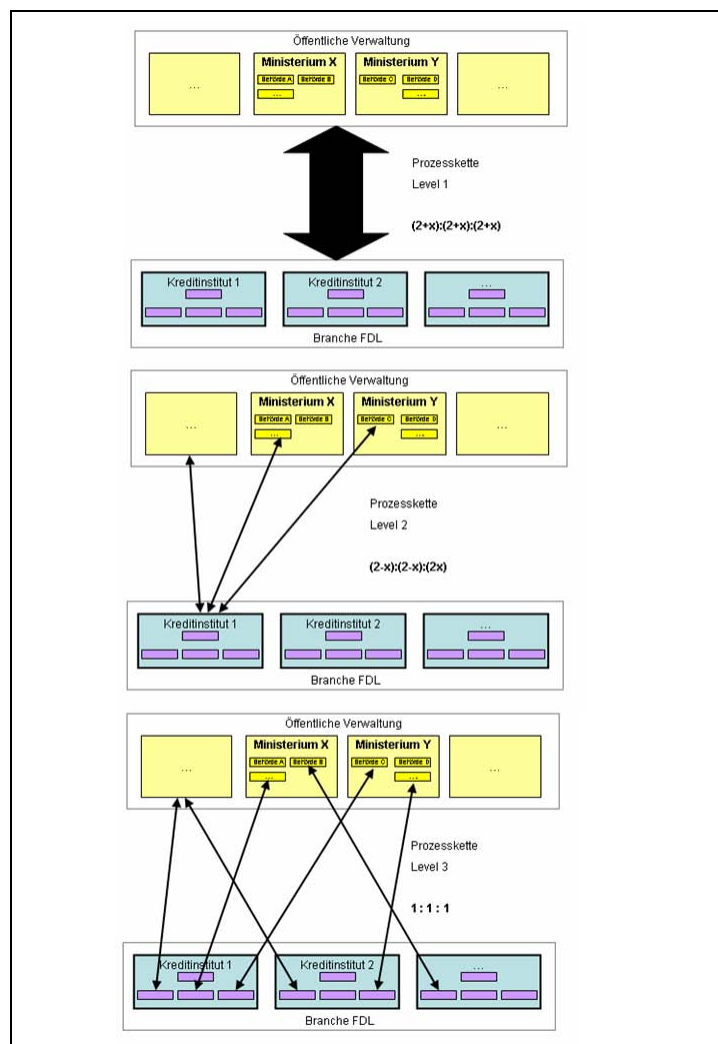 Öffentliche Verwaltung
...
Ministerium X
Behörde A Behörde B
...
Ministerium Y
Behörde C Behörde D
...
...
Prozesskette
Level 1
(2+x):(2+x):(2+x)
Kreditinstitut 1
Kreditinstitut 2
...
Branche FDL
Öffentliche Verwaltung
...
Ministerium X
Behörde A Behörde B
...
Ministerium Y
Behörde C Behörde D
...
...
Prozesskette
Level 2
(2-x):(2-x):(2x)
Kreditinstitut 1
Kreditinstitut 2
...
Branche FDL
Öffentliche Verwaltung
...
Ministerium X
Behörde A Behörde B
...
Ministerium Y
Behörde C Behörde D
...
...
Prozesskette
Level 3
1 : 1 : 1
Kreditinstitut 1
Kreditinstitut 2
...
Branche FDL